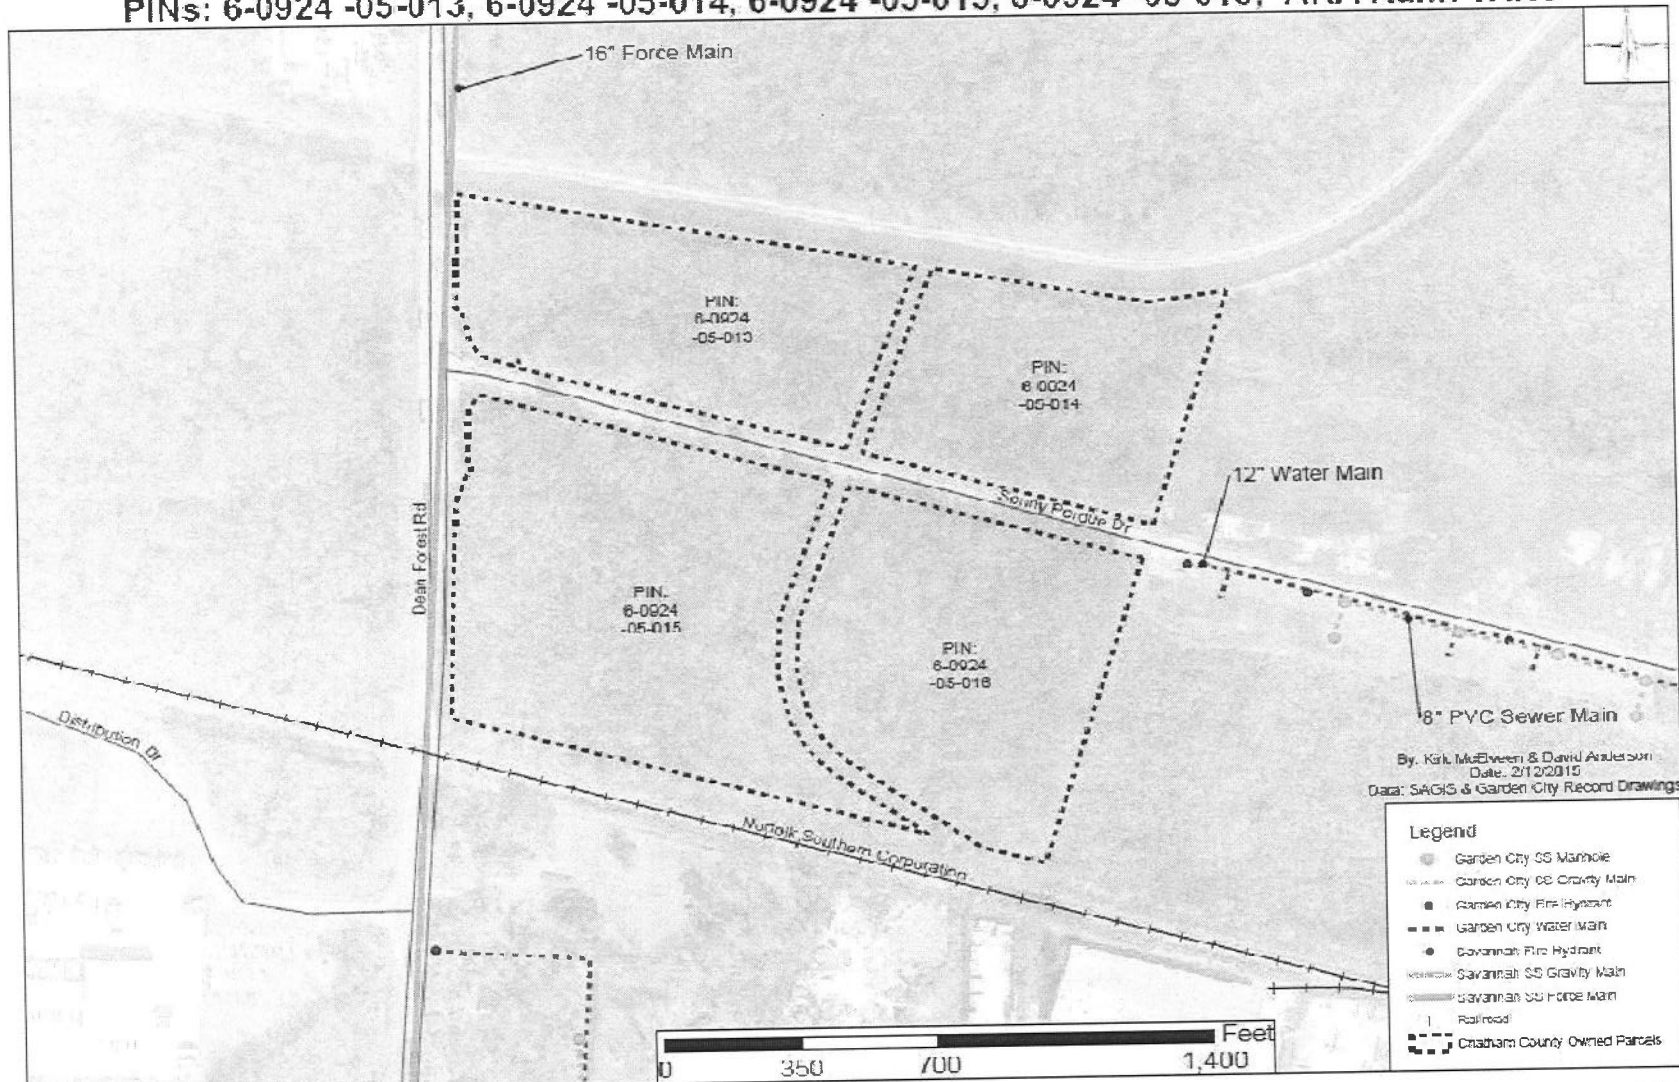 PINs: 6-0924 -05-013, 6-0924 -05-014, 6-0924 -05-015, 6-0924 -05-016,
16" Force Main
PIN:
6-0924
-05-013
PIN:
6-0924
-05-014
12" Water Main
Sonny Perdue Dr
Dean Forest Rd
PIN:
6-0924
-05-015
PIN:
6-0924
-05-016
8" PVC Sewer Main
Distribution Dr
By: Kirk McElveen & David Anderson
Date: 2/12/2015
Data: SAGIS & Garden City Record Drawings
Norfolk Southern Corporation
Legend
Garden City SS Manhole
Garden City SS Gravity Main
Garden City Fire Hydrant
Garden City Water Main
Savannah Fire Hydrant
Savannah SS Gravity Main
Savannah SS Force Main
Railroad
Chatham County Owned Parcels
Feet
0 350 700 1,400